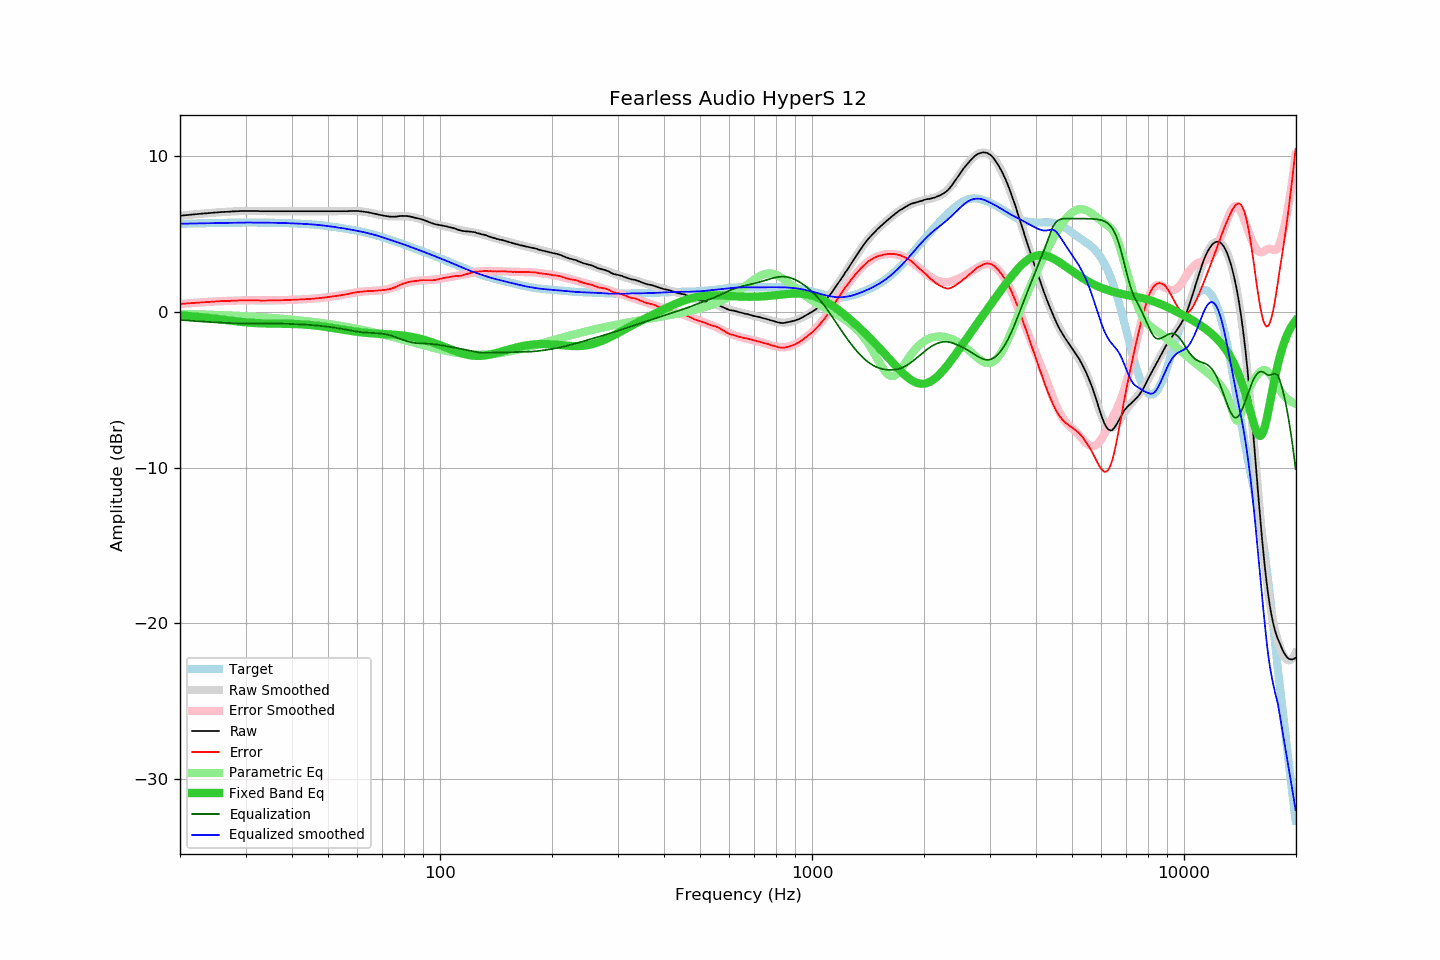 Fearless Audio HyperS 12
10
0
−10
−20
−30
Amplitude (dBr)
Target
Raw Smoothed
Error Smoothed
Raw
Error
Parametric Eq
Fixed Band Eq
Equalization
Equalized smoothed
100
1000
10000
Frequency (Hz)